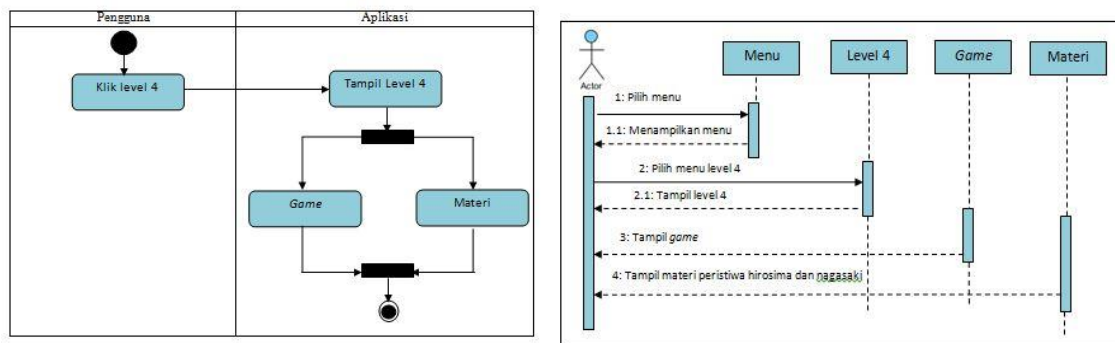 Pengguna
Aplikasi
Klik level 4
Tampil Level 4
Game
Materi
Actor
Menu
Level 4
Game
Materi
1: Pilih menu
1.1: Menampilkan menu
2: Pilih menu level 4
2.1: Tampil level 4
3: Tampil game
4: Tampil materi peristiwa hirosima dan nagasaki